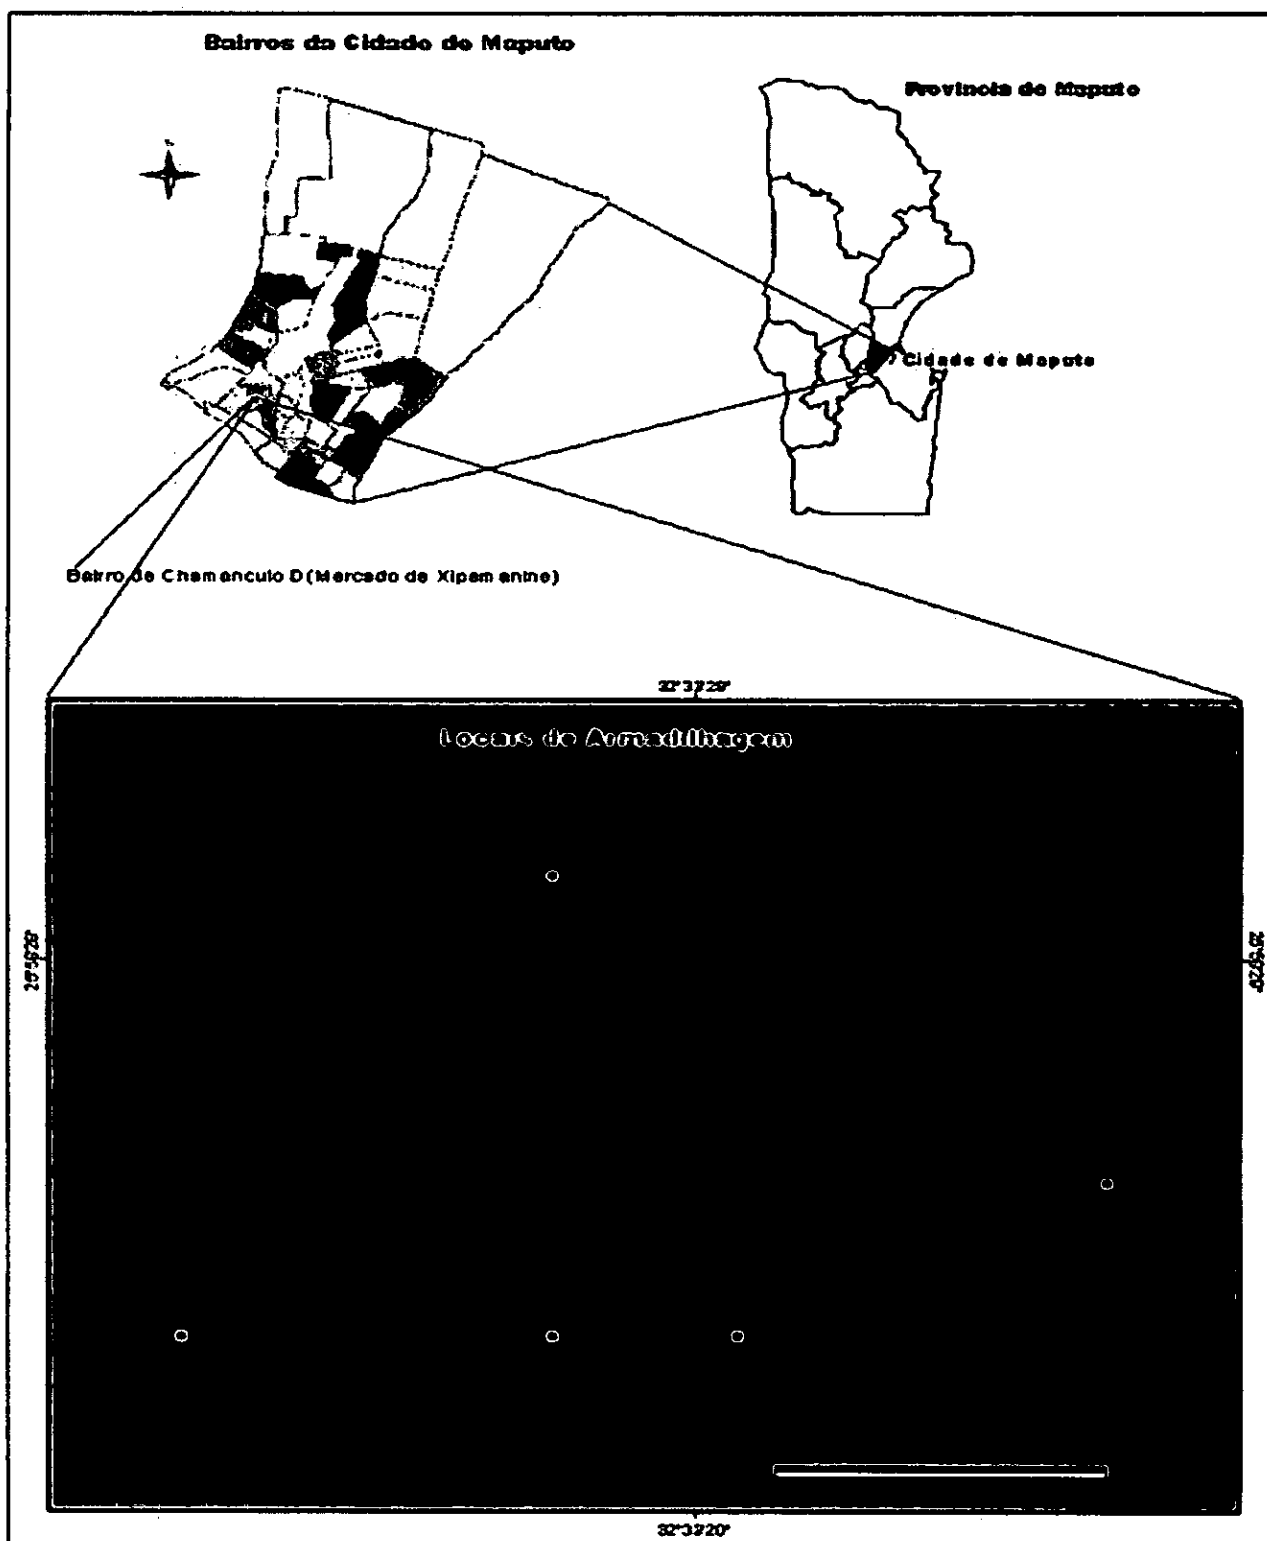 Bairros da Cidade de Maputo
Provincia de Maputo
Cidade de Maputo
Bairro de Chamanculo D(Mercado de Xipamanine)
Locais de Armadilhagem